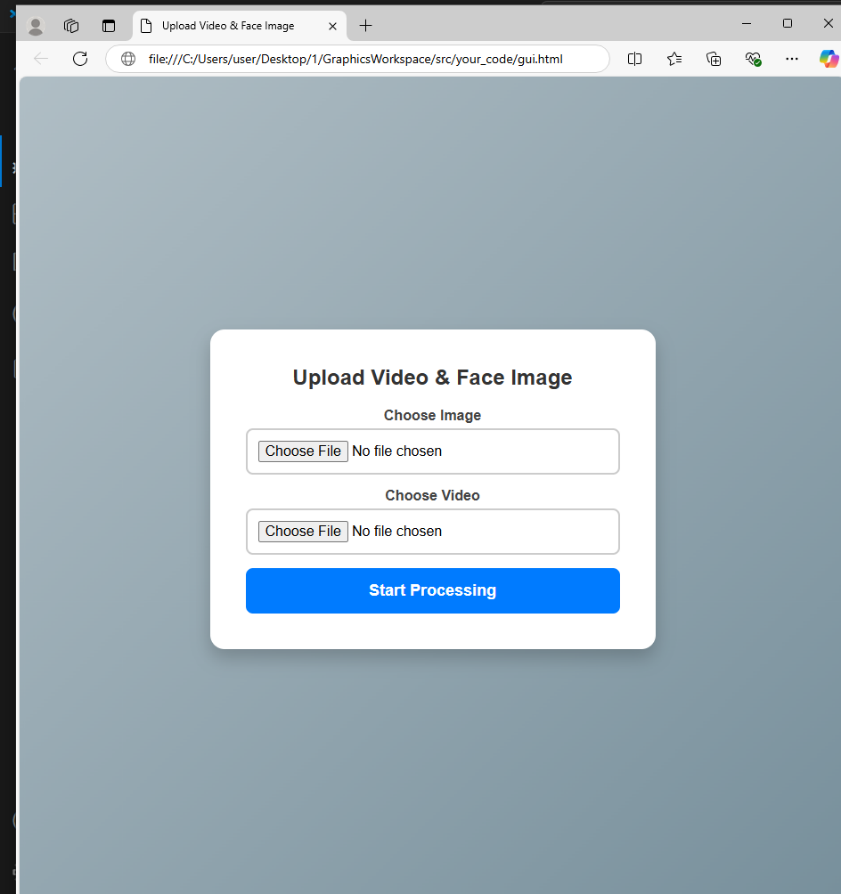 Upload Video & Face Image
file:///C:/Users/user/Desktop/1/GraphicsWorkspace/src/your_code/gui.html
Upload Video & Face Image
Choose Image
Choose File No file chosen
Choose Video
Choose File No file chosen
Start Processing